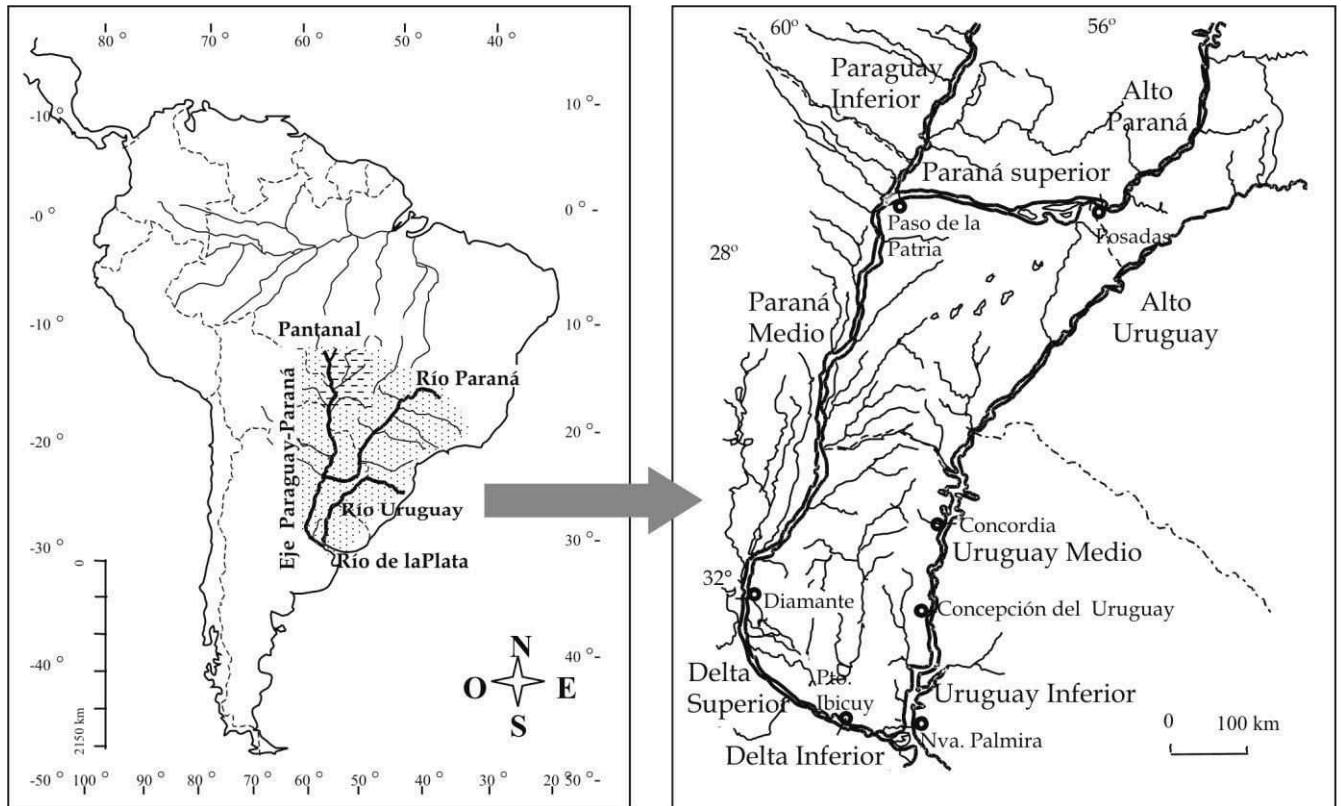 80 °
70 °
60 °
50 °
40 °
-10°
10 °-
-0 °
0 °-
-10 °
10 °-
Pantanal
Río Paraná
Eje Paraguay-Paraná
-20 °
20 °-
Río Uruguay
Río de laPlata
-30 °
30 °-
0
2150 km
-40 °
40 °-
N
O
E
S
-50 °
100 °
90 °
80 °
70 °
60 °
50 °
40 °
30 °
20 °
50 °-
60°
56°
Paraguay
Inferior
Alto
Paraná
Paraná superior
Paso de la
Patria
Posadas
28°
Paraná
Medio
Alto
Uruguay
Concordia
Uruguay Medio
32°
Diamante
Concepción del Uruguay
Delta
Superior
Pto.
Ibicuy
Uruguay Inferior
Nva. Palmira
Delta Inferior
0
100 km